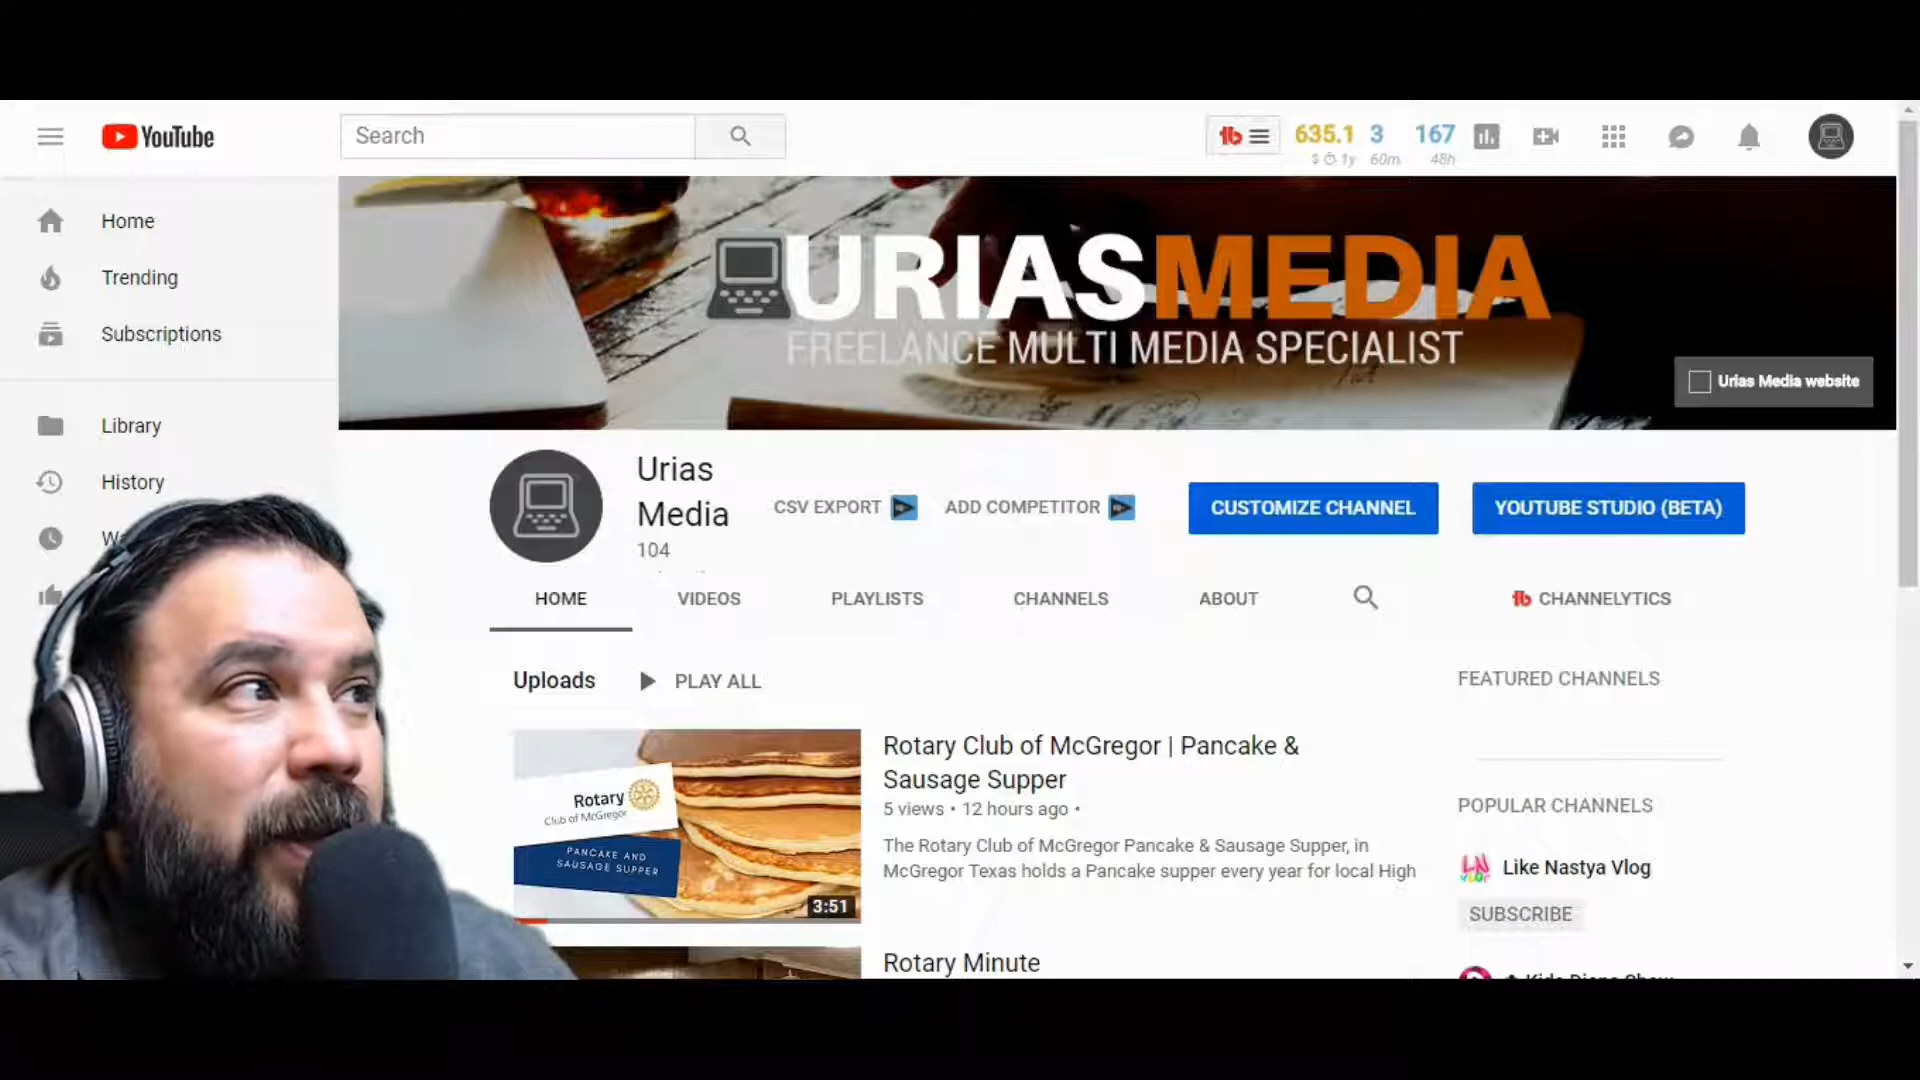 YouTube
Search
635.1 3 167
1y 60m 48h
Home
Trending
Subscriptions
Library
History
URIASMEDIA
FREELANCE MULTI MEDIA SPECIALIST
Urias Media website
Urias
Media
104
CSV EXPORT
ADD COMPETITOR
CUSTOMIZE CHANNEL
YOUTUBE STUDIO (BETA)
HOME
VIDEOS
PLAYLISTS
CHANNELS
ABOUT
CHANNELYTICS
Uploads
PLAY ALL
Rotary
Club of McGregor
PANCAKE AND
SAUSAGE SUPPER
3:51
Rotary Club of McGregor | Pancake &
Sausage Supper
5 views • 12 hours ago •
The Rotary Club of McGregor Pancake & Sausage Supper, in
McGregor Texas holds a Pancake supper every year for local High
Rotary Minute
FEATURED CHANNELS
POPULAR CHANNELS
Like Nastya Vlog
SUBSCRIBE